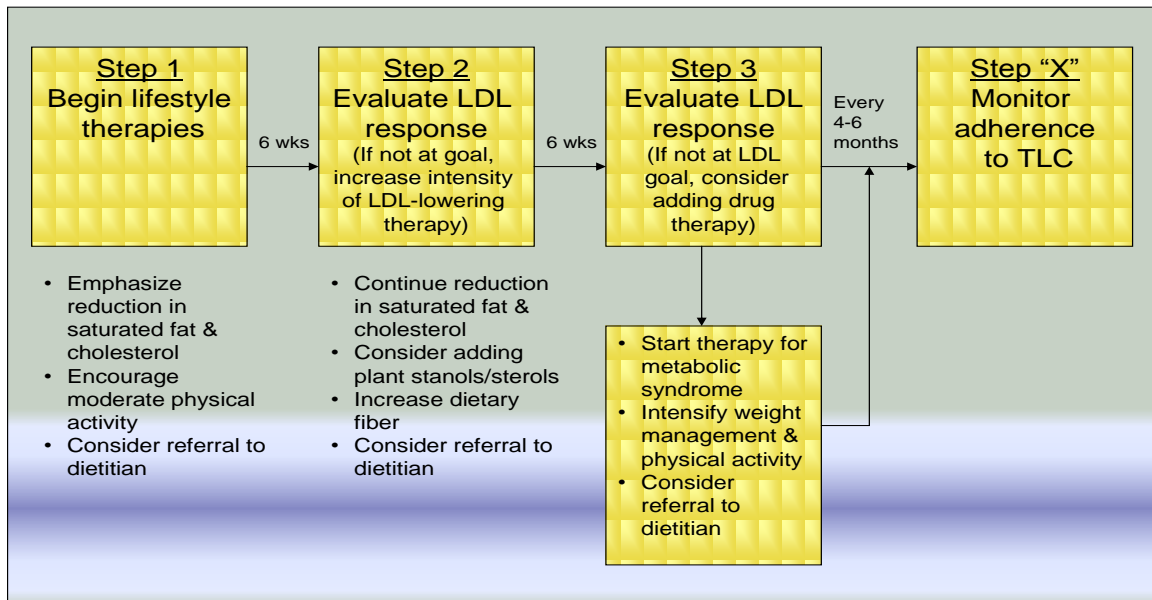 Step 1
Begin lifestyle
therapies
6 wks
Step 2
Evaluate LDL
response
(If not at goal,
increase intensity
of LDL-lowering
therapy)
6 wks
Step 3
Evaluate LDL
response
(If not at LDL
goal, consider
adding drug
therapy)
Every
4-6
months
Step “X”
Monitor
adherence
to TLC
• Emphasize
reduction in
saturated fat &
cholesterol
• Encourage
moderate physical
activity
• Consider referral to
dietitian
• Continue reduction
in saturated fat &
cholesterol
• Consider adding
plant stanols/sterols
• Increase dietary
fiber
• Consider referral to
dietitian
• Start therapy for
metabolic
syndrome
• Intensify weight
management &
physical activity
• Consider
referral to
dietitian